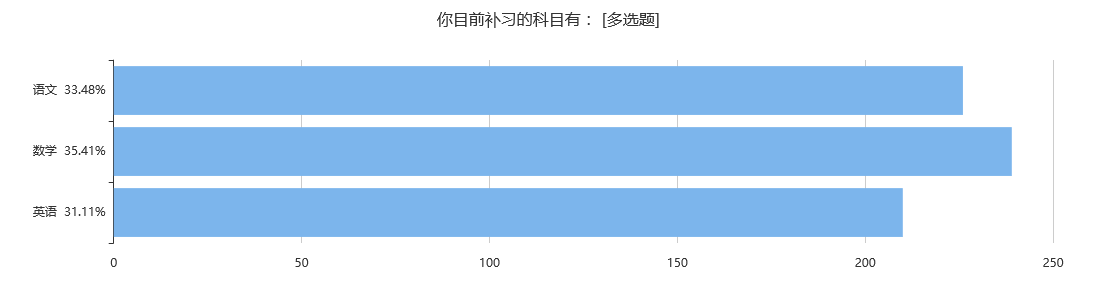 你目前补习的科目有： [多选题]
语文 33.48%
数学 35.41%
英语 31.11%
0 50 100 150 200 250